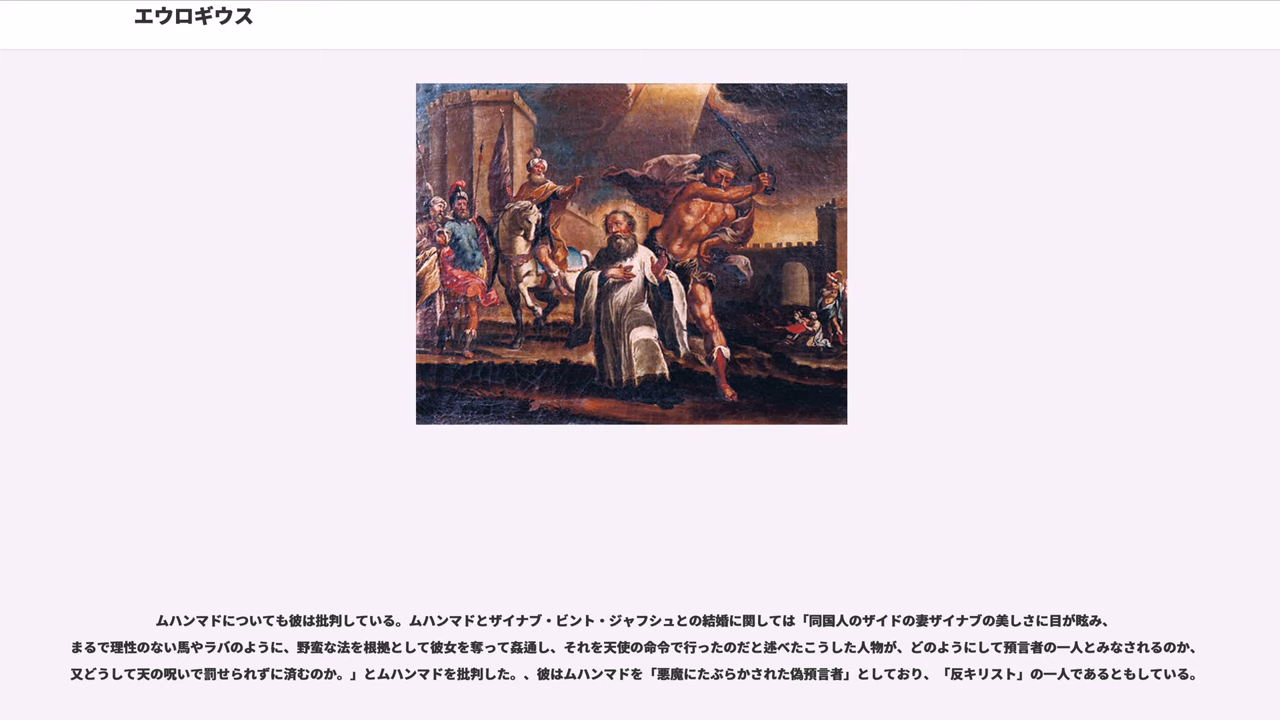 エウロギウス
ムハンマドについても彼は批判している。ムハンマドとザイナブ・ビント・ジャフシュとの結婚に関しては「同国人のザイドの妻ザイナブの美しさに目が眩み、
まるで理性のない馬やラバのように、野蛮な法を根拠として彼女を奪って姦通し、それを天使の命令で行ったのだと述べたこうした人物が、どのようにして預言者の一人とみなされるのか、
又どうして天の呪いで罰せられずに済むのか。」とムハンマドを批判した。、彼はムハンマドを「悪魔にたぶらかされた偽預言者」としており、「反キリスト」の一人であるともしている。